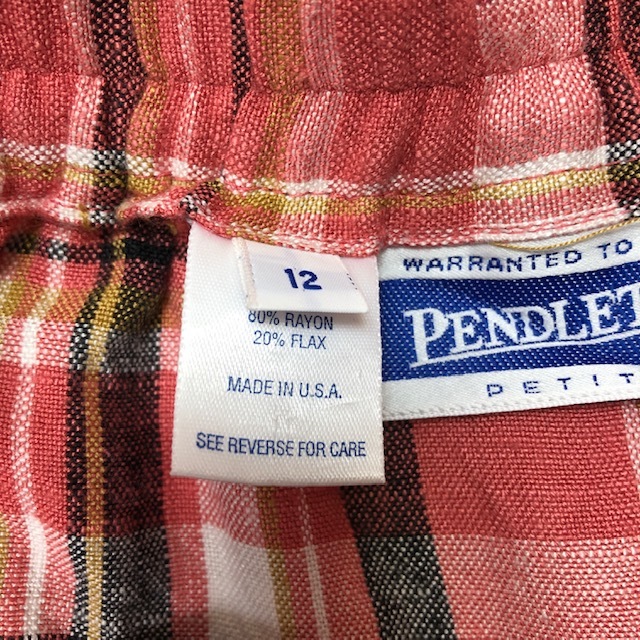 12
80% RAYON
20% FLAX
MADE IN U.S.A.
SEE REVERSE FOR CARE
WARRANTED TO
PENDLET
PETIT